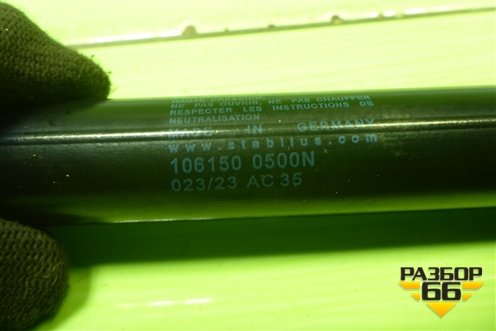 NE PAS OUVRIR, NE PAS CHAUFFER
RESPECTER LES INSTRUCTIONS DE
NEUTRALISATION
MADE IN GERMANY
www.stabilus.com
106150 0500N
023/23 AC 35
РАЗБОР
66